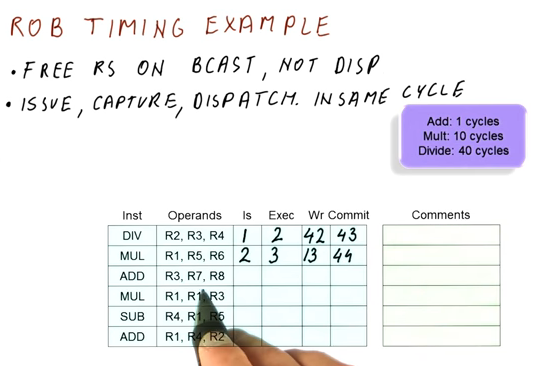 ROB TIMING EXAMPLE
• FREE RS ON BCAST, NOT DISP
• ISSUE, CAPTURE, DISPATCH IN SAME CYCLE
Add: 1 cycles
Mult: 10 cycles
Divide: 40 cycles
Inst Operands Is Exec Wr Commit Comments
DIV R2, R3, R4 1 2 42 43
MUL R1, R5, R6 2 3 13 44
ADD R3, R7, R8
MUL R1, R1, R3
SUB R4, R1, R5
ADD R1, R4, R2